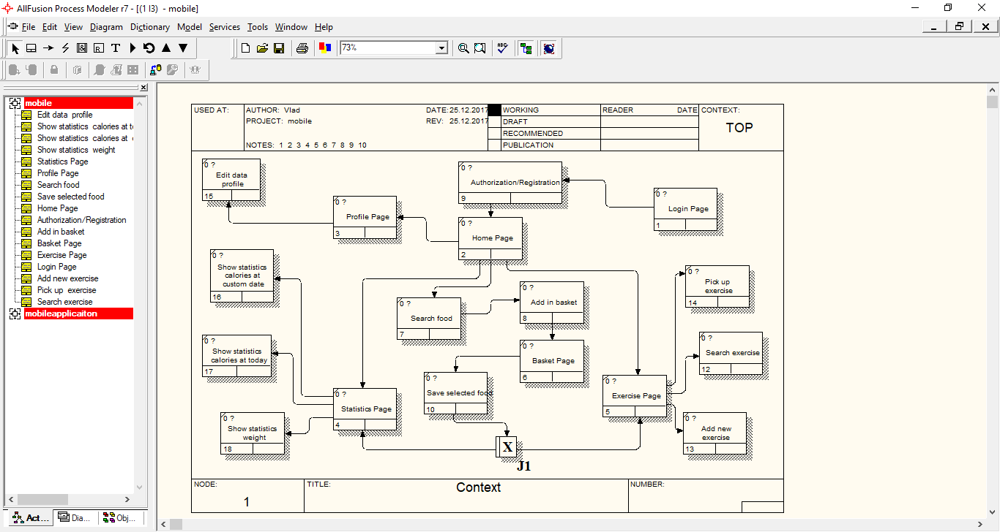 AllFusion Process Modeler r7 - [(1 I3)  - mobile]
File Edit View Diagram Dictionary Model Services Tools Window Help
73%
ABC
mobile
Edit data profile
Show statistics calories at t
Show statistics calories at
Show statistics weight
Statistics Page
Profile Page
Search food
Save selected food
Home Page
Authorization/Registration
Add in basket
Basket Page
Exercise Page
Login Page
Add new exercise
Pick up exercise
Search exercise
mobileapplicaiton
Act... Dia... Obj...
USED AT: AUTHOR: Vlad DATE:25.12.2017 WORKING READER DATE CONTEXT:
PROJECT: mobile REV: 25.12.2017 DRAFT
TOP
RECOMMENDED
NOTES: 1 2 3 4 5 6 7 8 9 10 PUBLICATION
0 ?
Edit data
profile
15
0 ?
Authorization/Registration
9
0 ?
Login Page
1
0 ?
Profile Page
3
0 ?
Home Page
2
0 ?
Show statistics
calories at
custom date
16
0 ?
Pick up
exercise
14
0 ?
Add in basket
8
0 ?
Search food
7
0 ?
Show statistics
calories at today
17
0 ?
Basket Page
6
0 ?
Search exercise
12
0 ?
Save selected food
10
0 ?
Exercise Page
5
0 ?
Statistics Page
4
0 ?
Show statistics
weight
18
0 ?
Add new
exercise
13
X
J1
NODE: TITLE: NUMBER:
1
Context